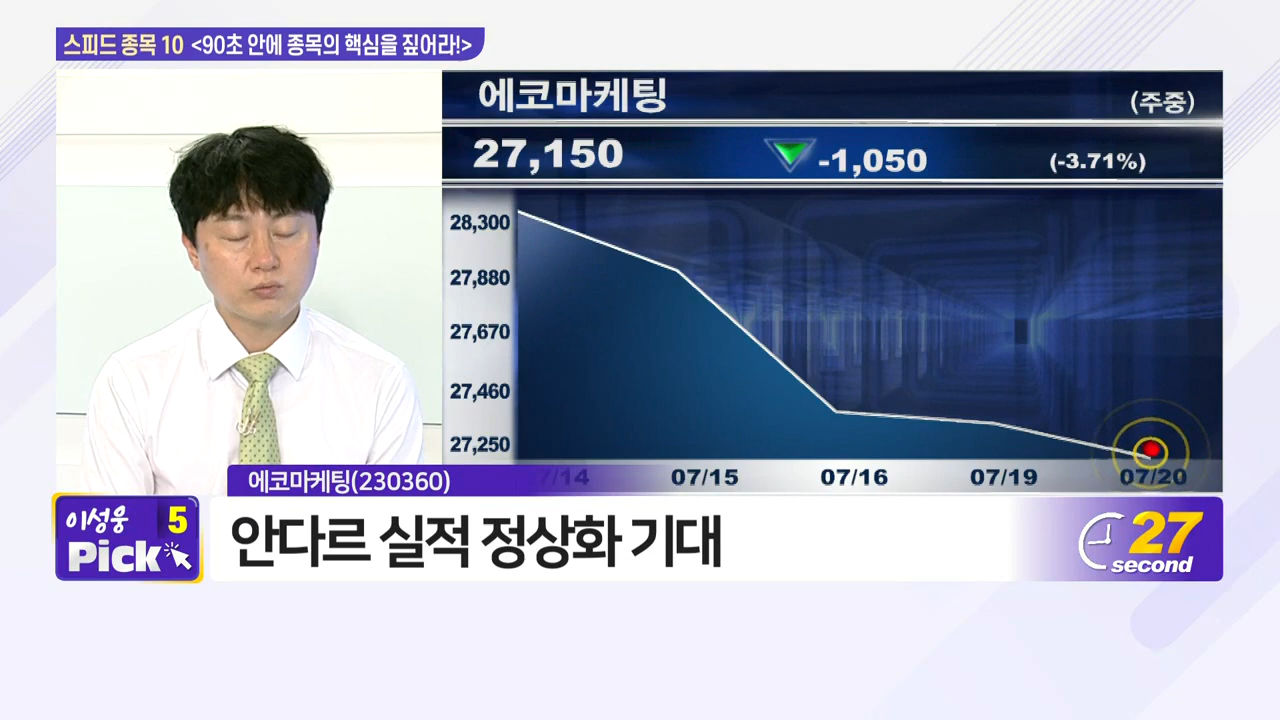 스피드 종목 10 <90초 안에 종목의 핵심을 짚어라!>
에코마케팅
(주중)
27,150
-1,050
(-3.71%)
28,300
27,880
27,670
27,460
27,250
7/14
07/15
07/16
07/19
07/20
에코마케팅(230360)
이성웅 5
Pick
안다르 실적 정상화 기대
27
second